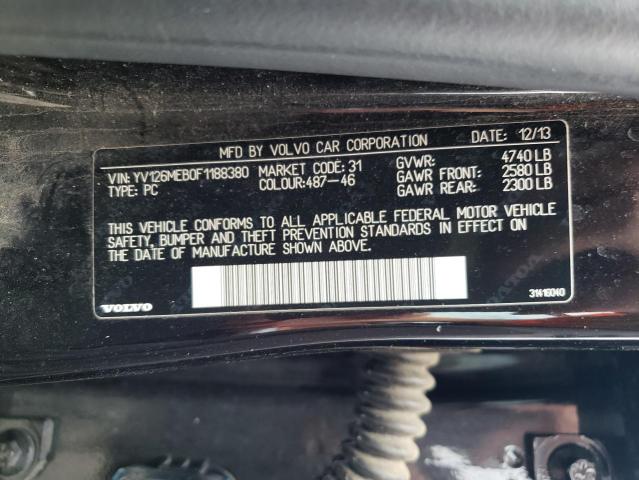 MFD BY VOLVO CAR CORPORATION DATE: 12/13
VIN: YV126MEB0F1188380 MARKET CODE: 31 GVWR: 4740 LB
TYPE: PC COLOUR:487-46 GAWR FRONT: 2580 LB
GAWR REAR: 2300 LB
THIS VEHICLE CONFORMS TO ALL APPLICABLE FEDERAL MOTOR VEHICLE
SAFETY, BUMPER AND THEFT PREVENTION STANDARDS IN EFFECT ON
THE DATE OF MANUFACTURE SHOWN ABOVE.
VOLVO 31416040